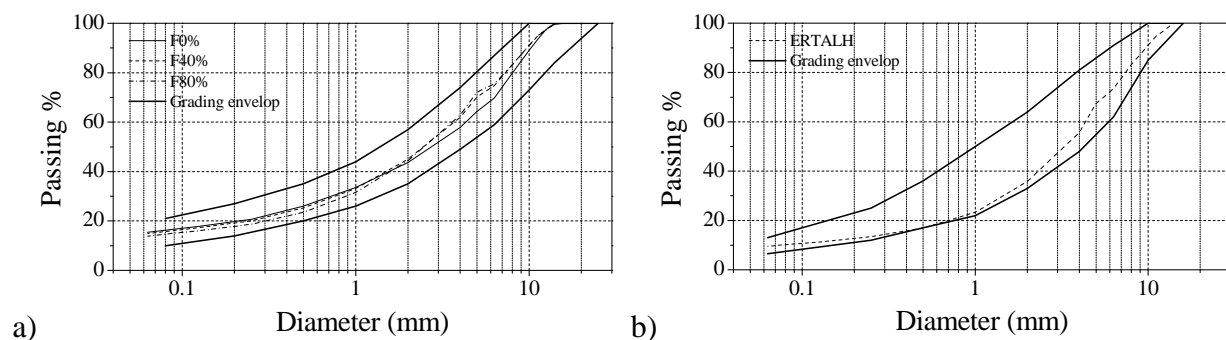 100
80
60
40
20
0
Passing %
F0%
F40%
F80%
Grading envelop
0.1
1
10
Diameter (mm)
a)
100
80
60
40
20
0
Passing %
ERTALH
Grading envelop
0.1
1
10
Diameter (mm)
b)